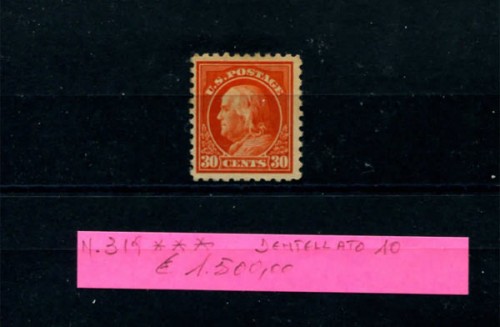 U.S. POSTAGE
30 CENTS 30
N. 319 *** DENTELLATO 10
€ 1.500,00